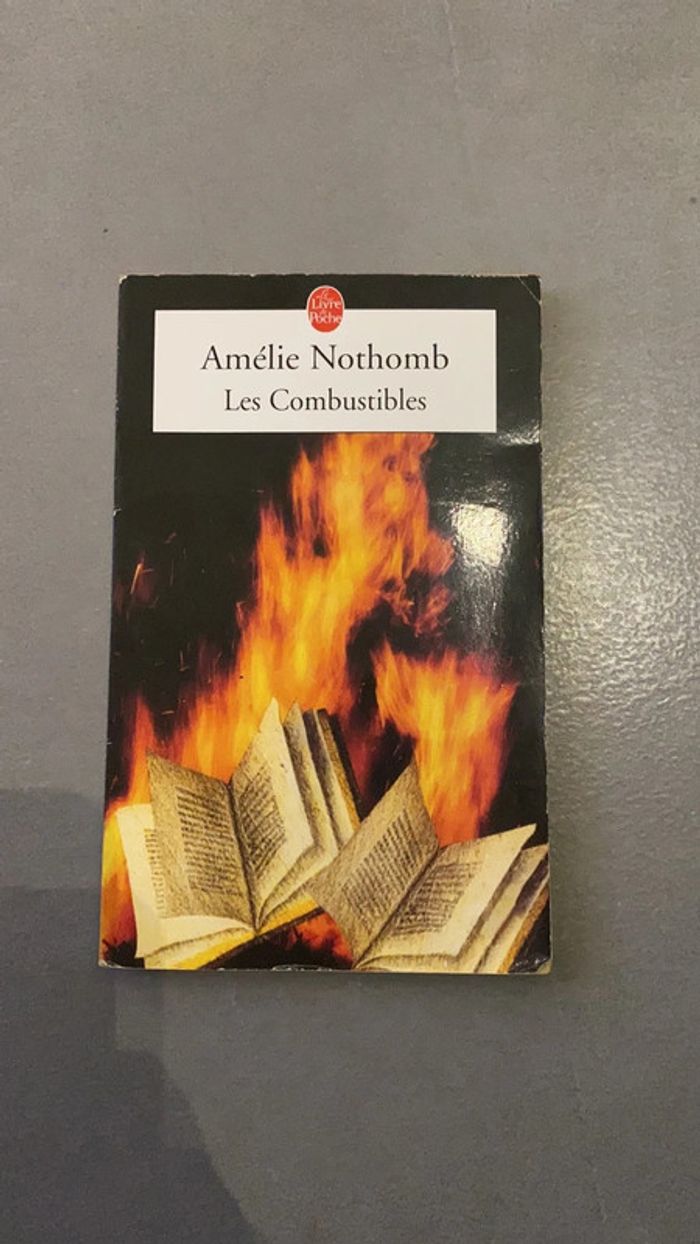 Le
Livre
de
Poche
Amélie Nothomb
Les Combustibles